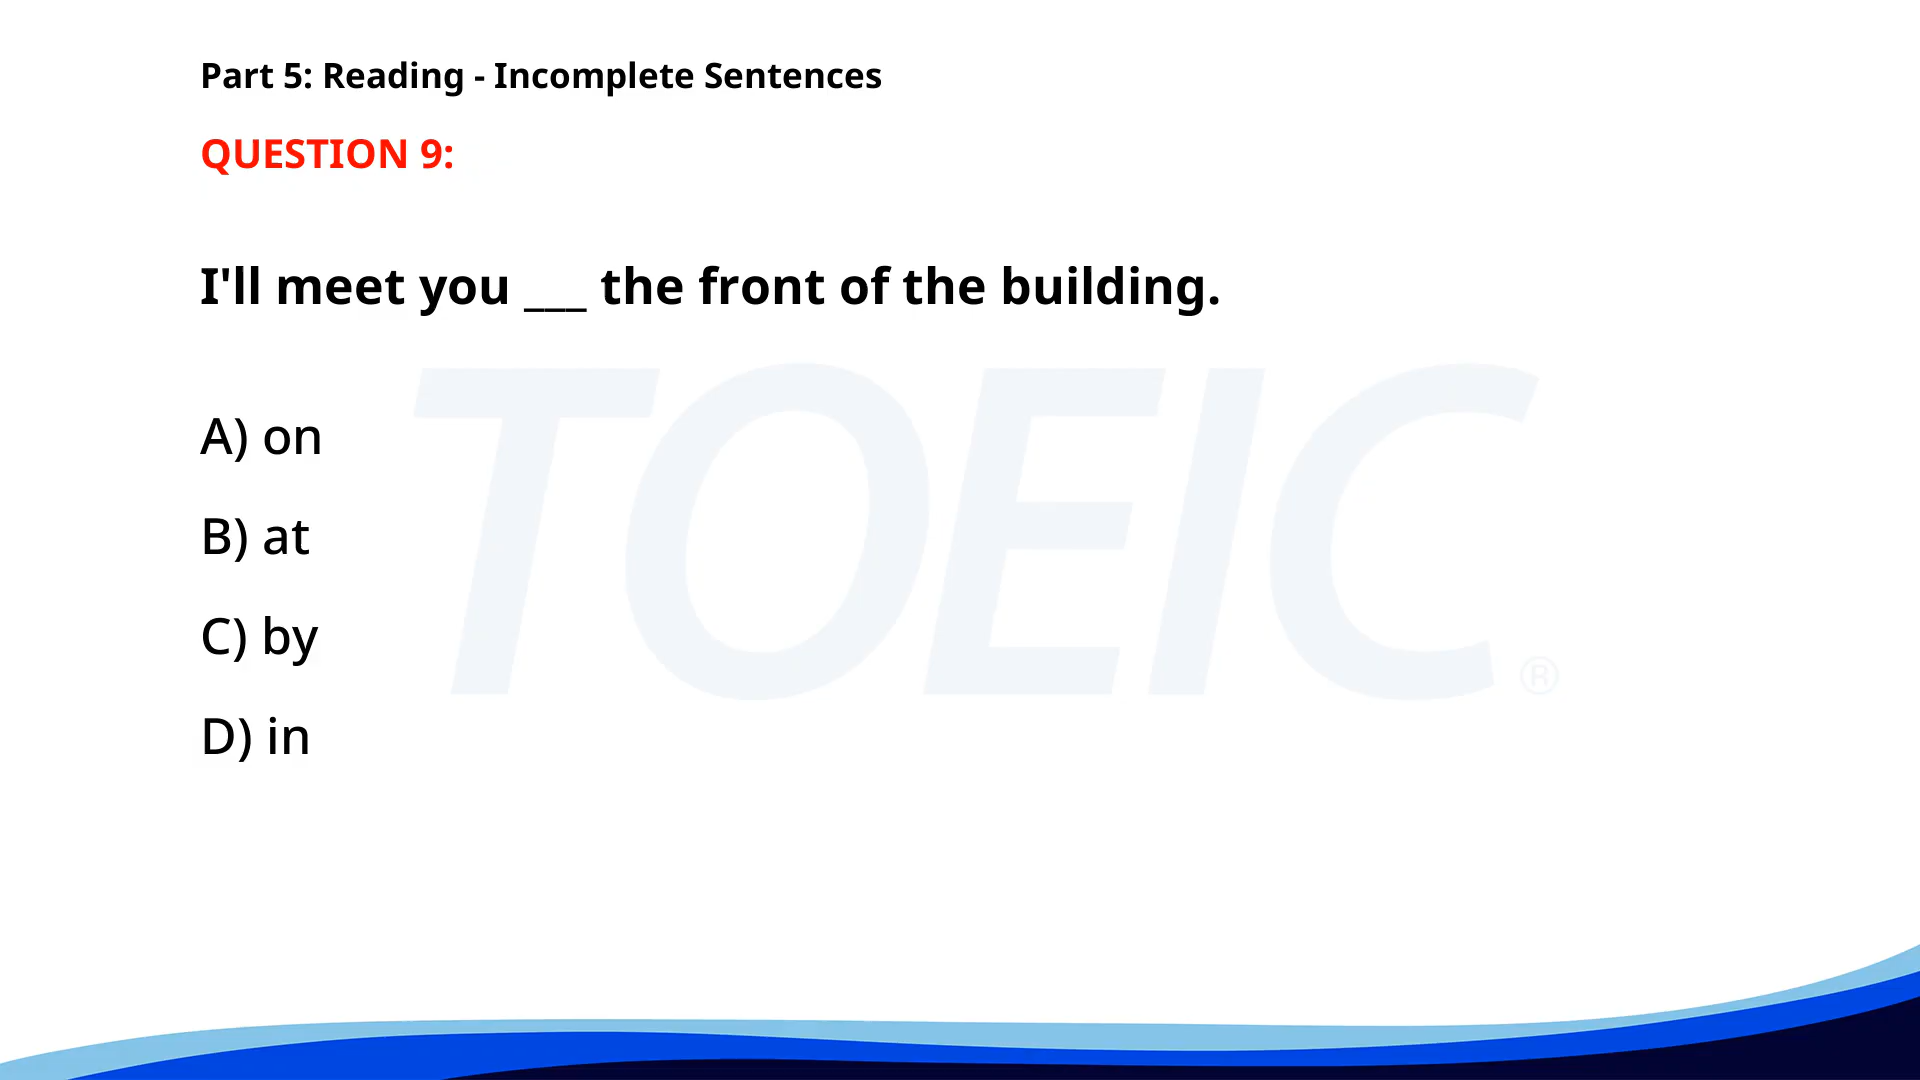 Part 5: Reading - Incomplete Sentences
QUESTION 9:
I'll meet you ___ the front of the building.
TOEIC®
A) on
B) at
C) by
D) in